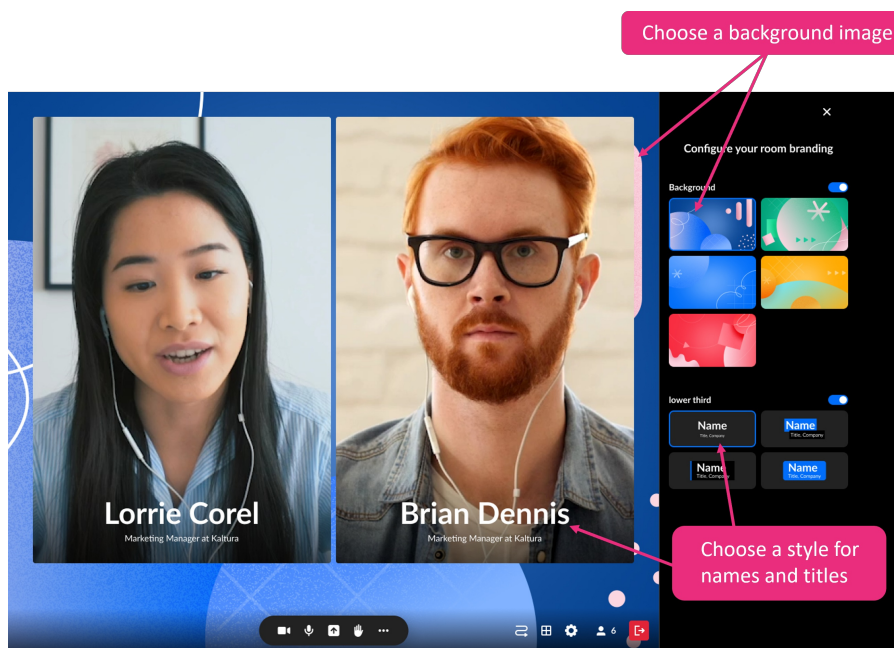 Choose a background image
Configure your room branding
Background
lower third
Name
Title, Company
Name
Title, Company
Name
Title, Company
Name
Title, Company
Lorrie Corel
Marketing Manager at Kaltura
Brian Dennis
Marketing Manager at Kaltura
Choose a style for
names and titles
6